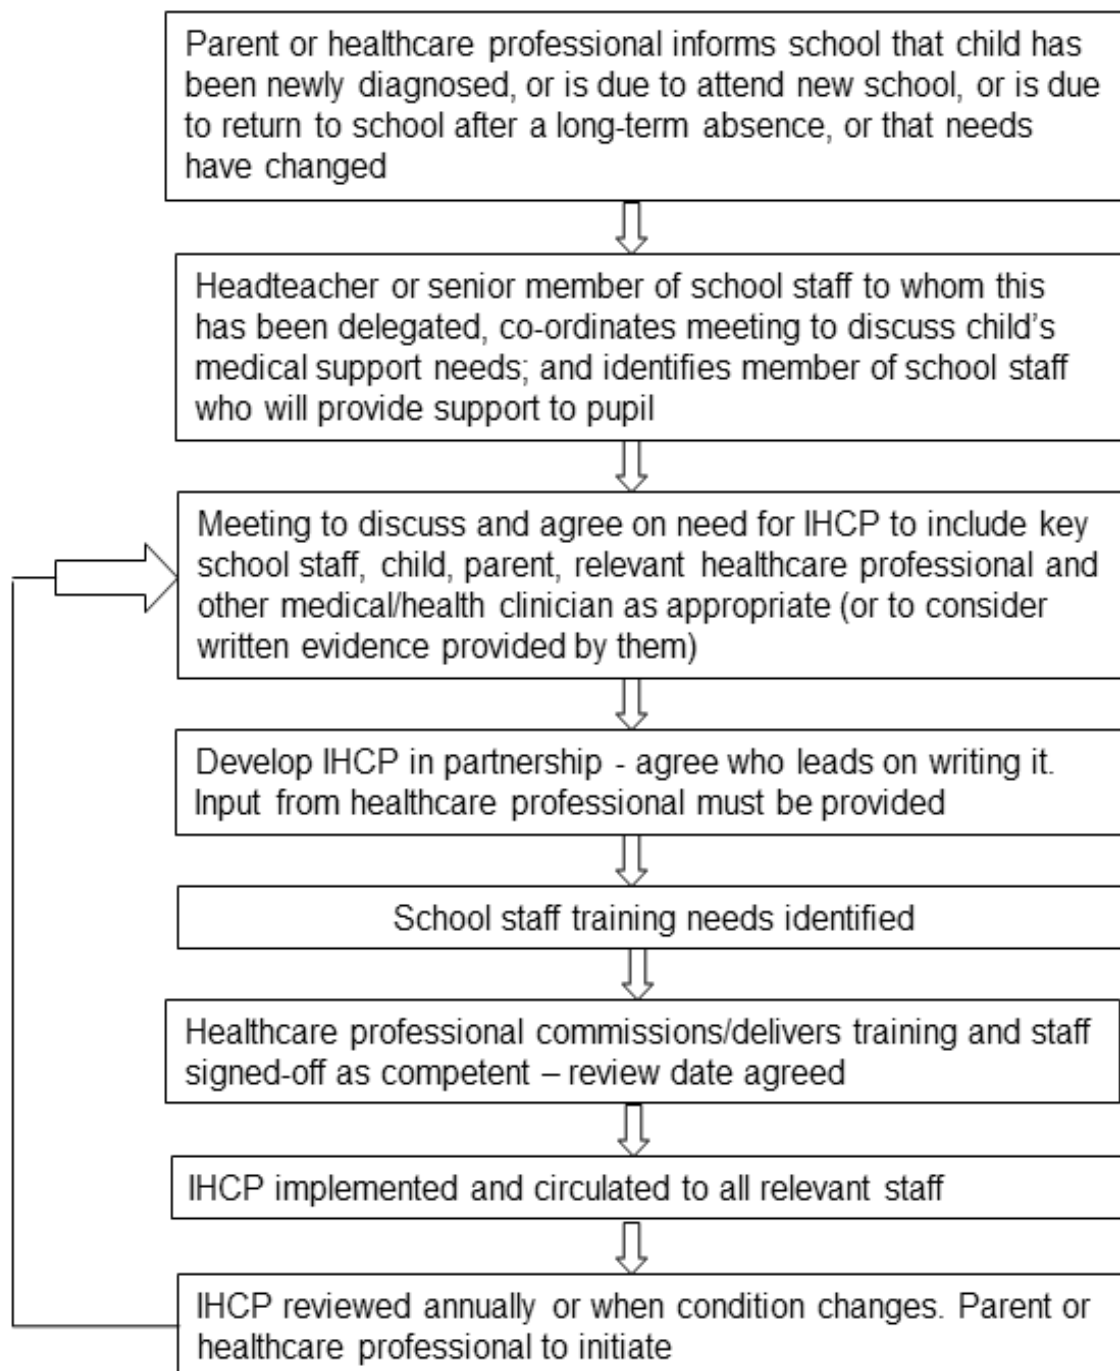 Parent or healthcare professional informs school that child has
been newly diagnosed, or is due to attend new school, or is due
to return to school after a long-term absence, or that needs
have changed
Headteacher or senior member of school staff to whom this
has been delegated, co-ordinates meeting to discuss child’s
medical support needs; and identifies member of school staff
who will provide support to pupil
Meeting to discuss and agree on need for IHCP to include key
school staff, child, parent, relevant healthcare professional and
other medical/health clinician as appropriate (or to consider
written evidence provided by them)
Develop IHCP in partnership - agree who leads on writing it.
Input from healthcare professional must be provided
School staff training needs identified
Healthcare professional commissions/delivers training and staff
signed-off as competent – review date agreed
IHCP implemented and circulated to all relevant staff
IHCP reviewed annually or when condition changes. Parent or
healthcare professional to initiate